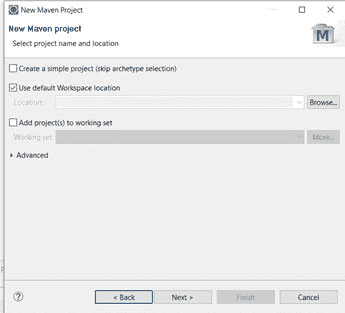 New Maven Project
New Maven project
Select project name and location
M
Create a simple project (skip archetype selection)
Use default Workspace location
Location:
Browse...
Add project(s) to working set
Working set:
More...
Advanced
?
< Back
Next >
Finish
Cancel